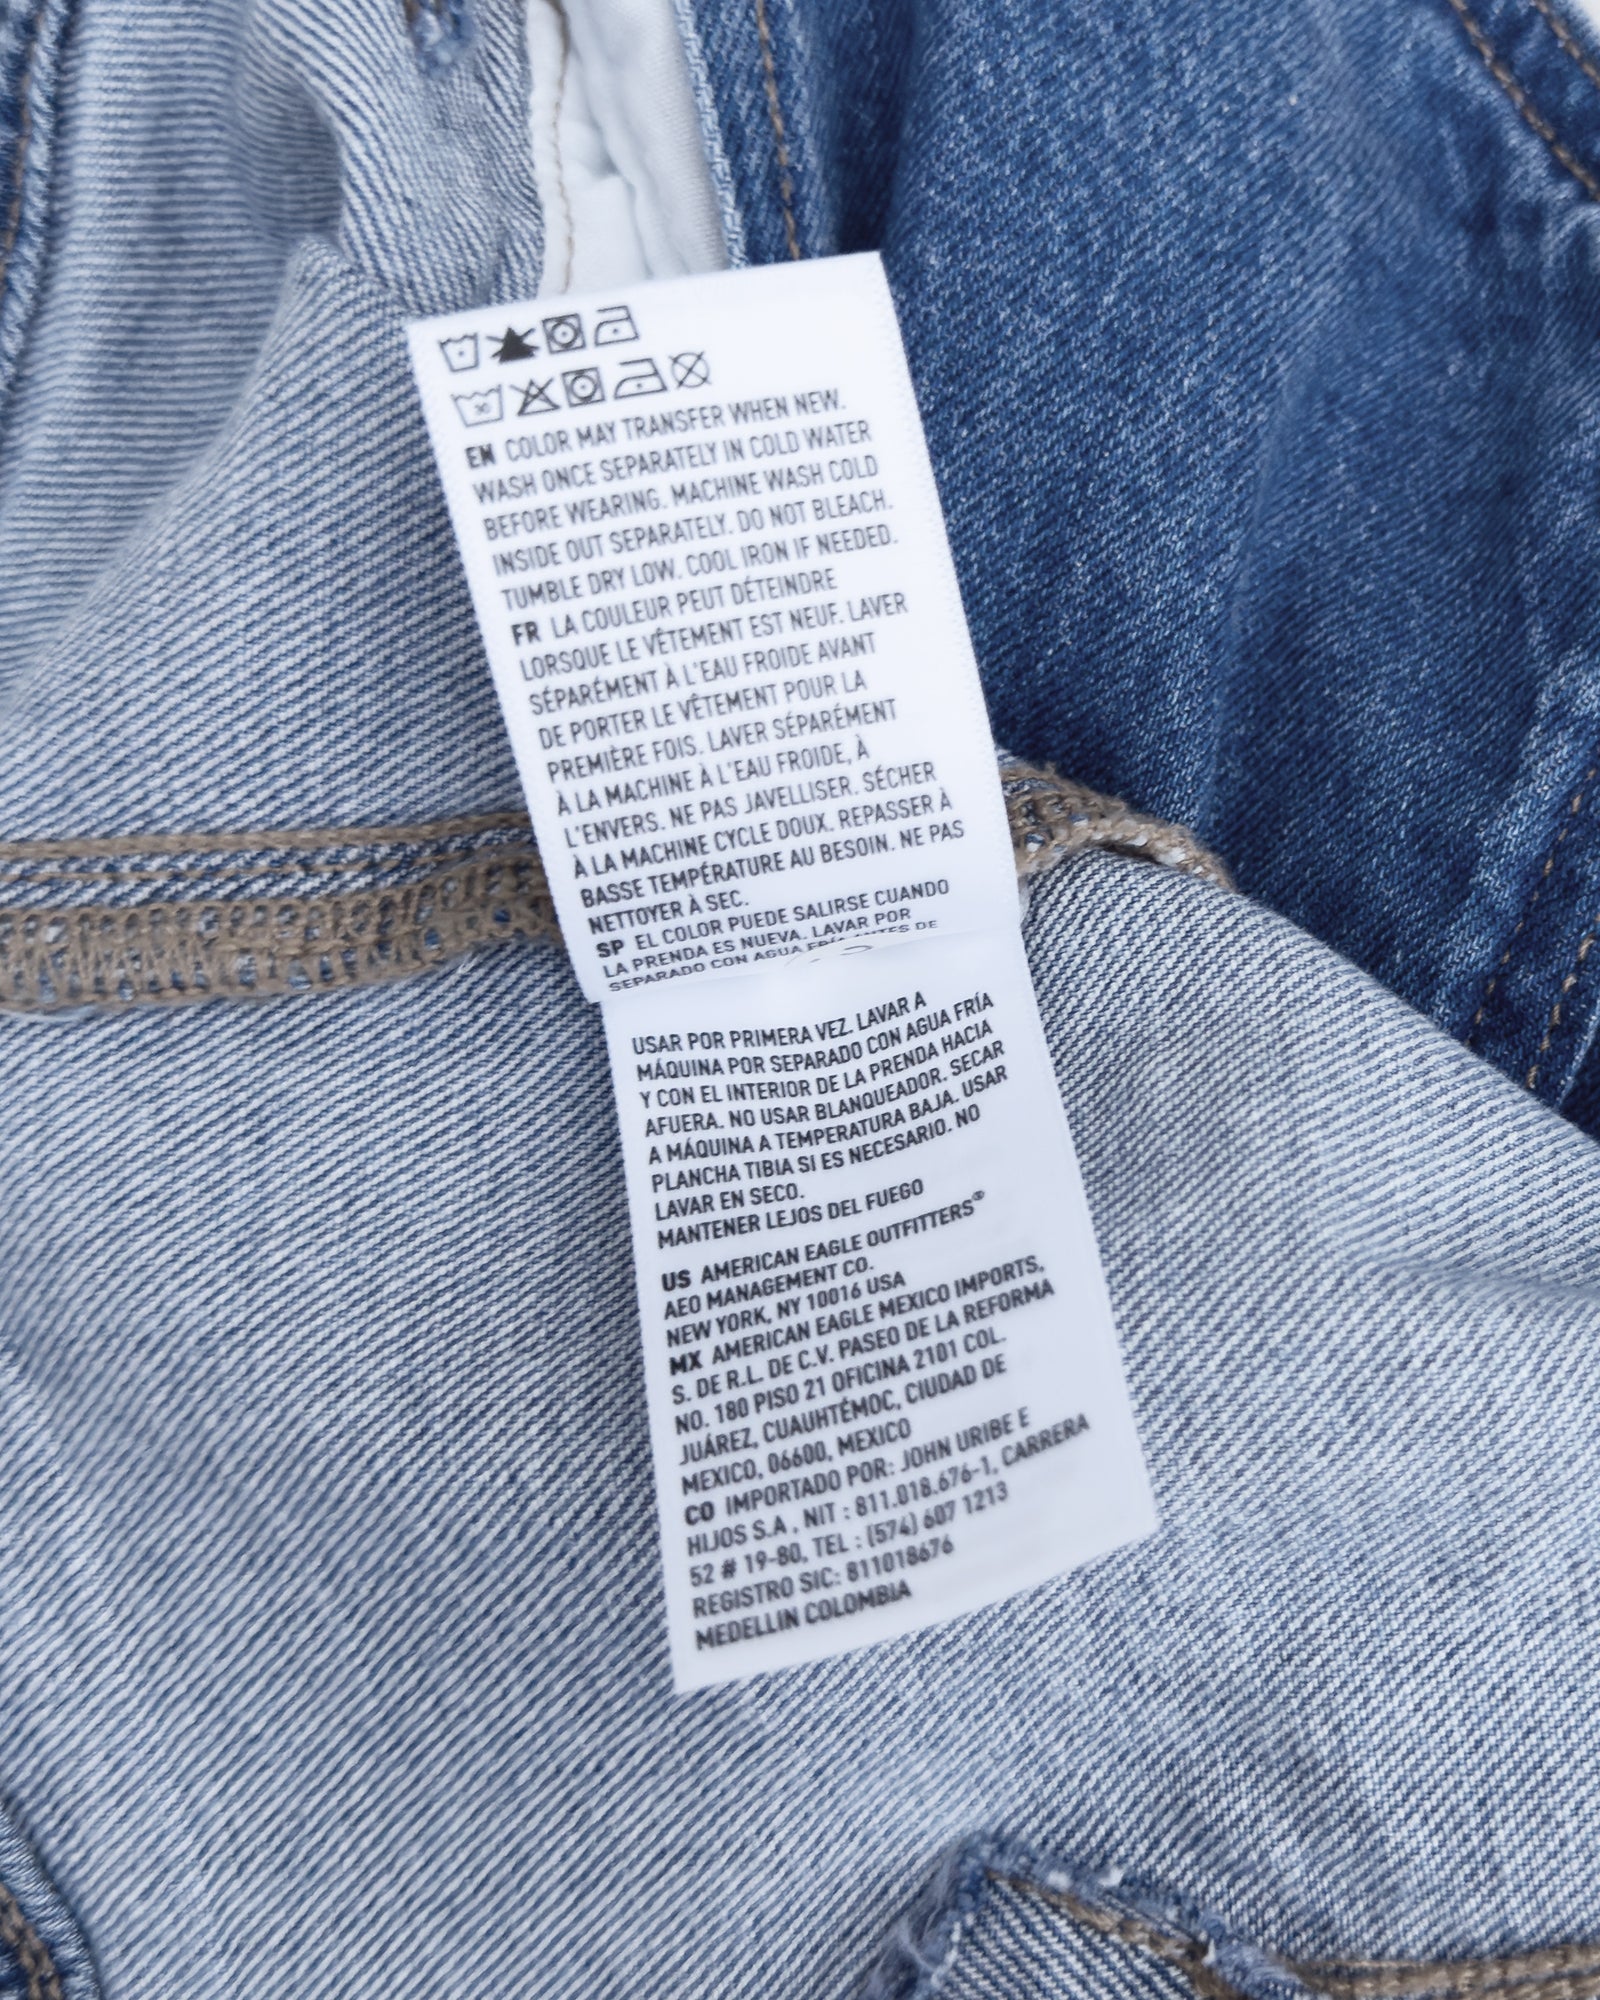 30
EN COLOR MAY TRANSFER WHEN NEW.
WASH ONCE SEPARATELY IN COLD WATER
BEFORE WEARING. MACHINE WASH COLD
INSIDE OUT SEPARATELY. DO NOT BLEACH.
TUMBLE DRY LOW. COOL IRON IF NEEDED.
FR LA COULEUR PEUT DÉTEINDRE
LORSQUE LE VÊTEMENT EST NEUF. LAVER
SÉPARÉMENT À L'EAU FROIDE AVANT
DE PORTER LE VÊTEMENT POUR LA
PREMIÈRE FOIS. LAVER SÉPARÉMENT
À LA MACHINE À L'EAU FROIDE, À
L'ENVERS. NE PAS JAVELLISER. SÉCHER
À LA MACHINE CYCLE DOUX. REPASSER À
BASSE TEMPÉRATURE AU BESOIN. NE PAS
NETTOYER À SEC.
SP EL COLOR PUEDE SALIRSE CUANDO
LA PRENDA ES NUEVA. LAVAR POR
SEPARADO CON AGUA FRÍA ANTES DE
USAR POR PRIMERA VEZ. LAVAR A
MÁQUINA POR SEPARADO CON AGUA FRÍA
Y CON EL INTERIOR DE LA PRENDA HACIA
AFUERA. NO USAR BLANQUEADOR. SECAR
A MÁQUINA A TEMPERATURA BAJA. USAR
PLANCHA TIBIA SI ES NECESARIO. NO
LAVAR EN SECO.
MANTENER LEJOS DEL FUEGO
US AMERICAN EAGLE OUTFITTERS®
AEO MANAGEMENT CO.
NEW YORK, NY 10016 USA
MX AMERICAN EAGLE MEXICO IMPORTS,
S. DE R.L. DE C.V. PASEO DE LA REFORMA
NO. 180 PISO 21 OFICINA 2101 COL.
JUÁREZ, CUAUHTÉMOC, CIUDAD DE
MEXICO, 06600, MEXICO
CO IMPORTADO POR: JOHN URIBE E
HIJOS S.A , NIT : 811.018.676-1, CARRERA
52 # 19-80, TEL : (574) 607 1213
REGISTRO SIC: 811018676
MEDELLIN COLOMBIA